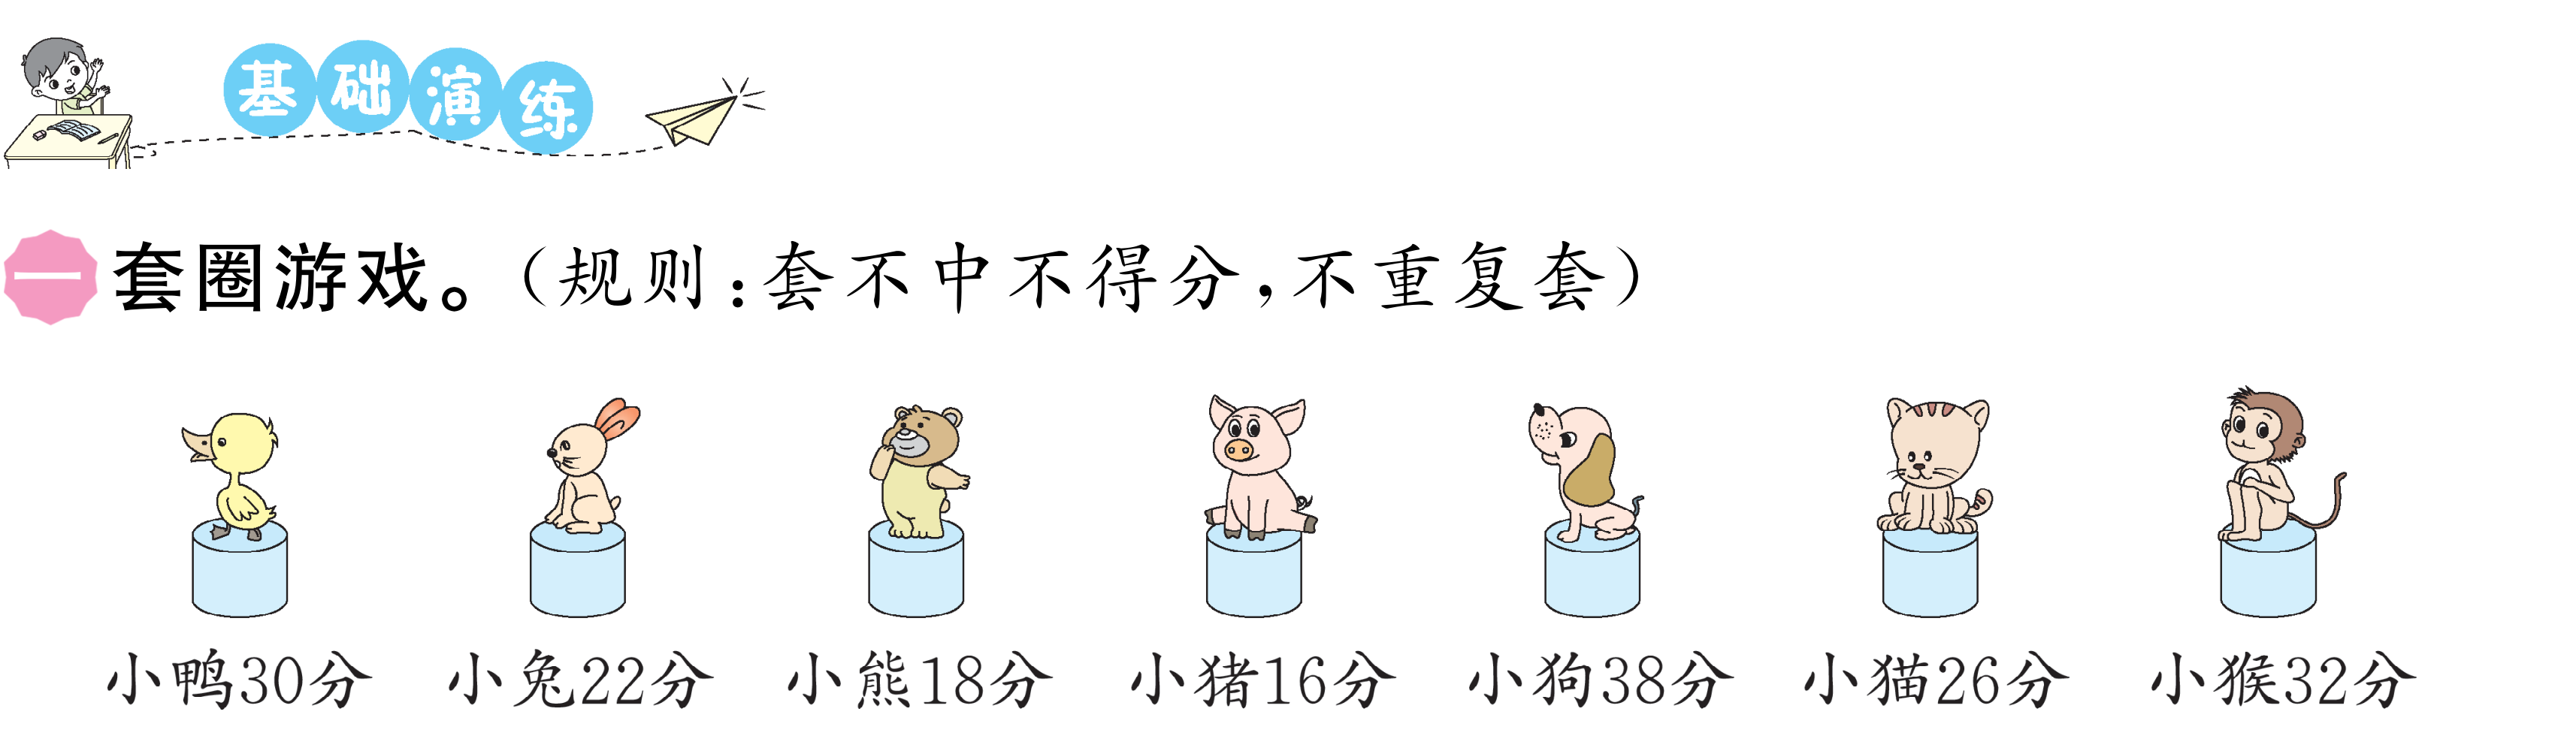 基础演练
一 套圈游戏。(规则:套不中不得分,不重复套)
小鸭30分 小兔22分 小熊18分 小猪16分 小狗38分 小猫26分 小猴32分